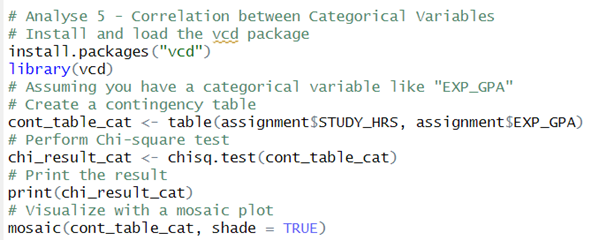 # Analyse 5 - Correlation between Categorical Variables
# Install and load the vcd package
install.packages("vcd")
library(vcd)
# Assuming you have a categorical variable like "EXP_GPA"
# Create a contingency table
cont_table_cat <- table(assignment$STUDY_HRS, assignment$EXP_GPA)
# Perform Chi-square test
chi_result_cat <- chisq.test(cont_table_cat)
# Print the result
print(chi_result_cat)
# Visualize with a mosaic plot
mosaic(cont_table_cat, shade = TRUE)